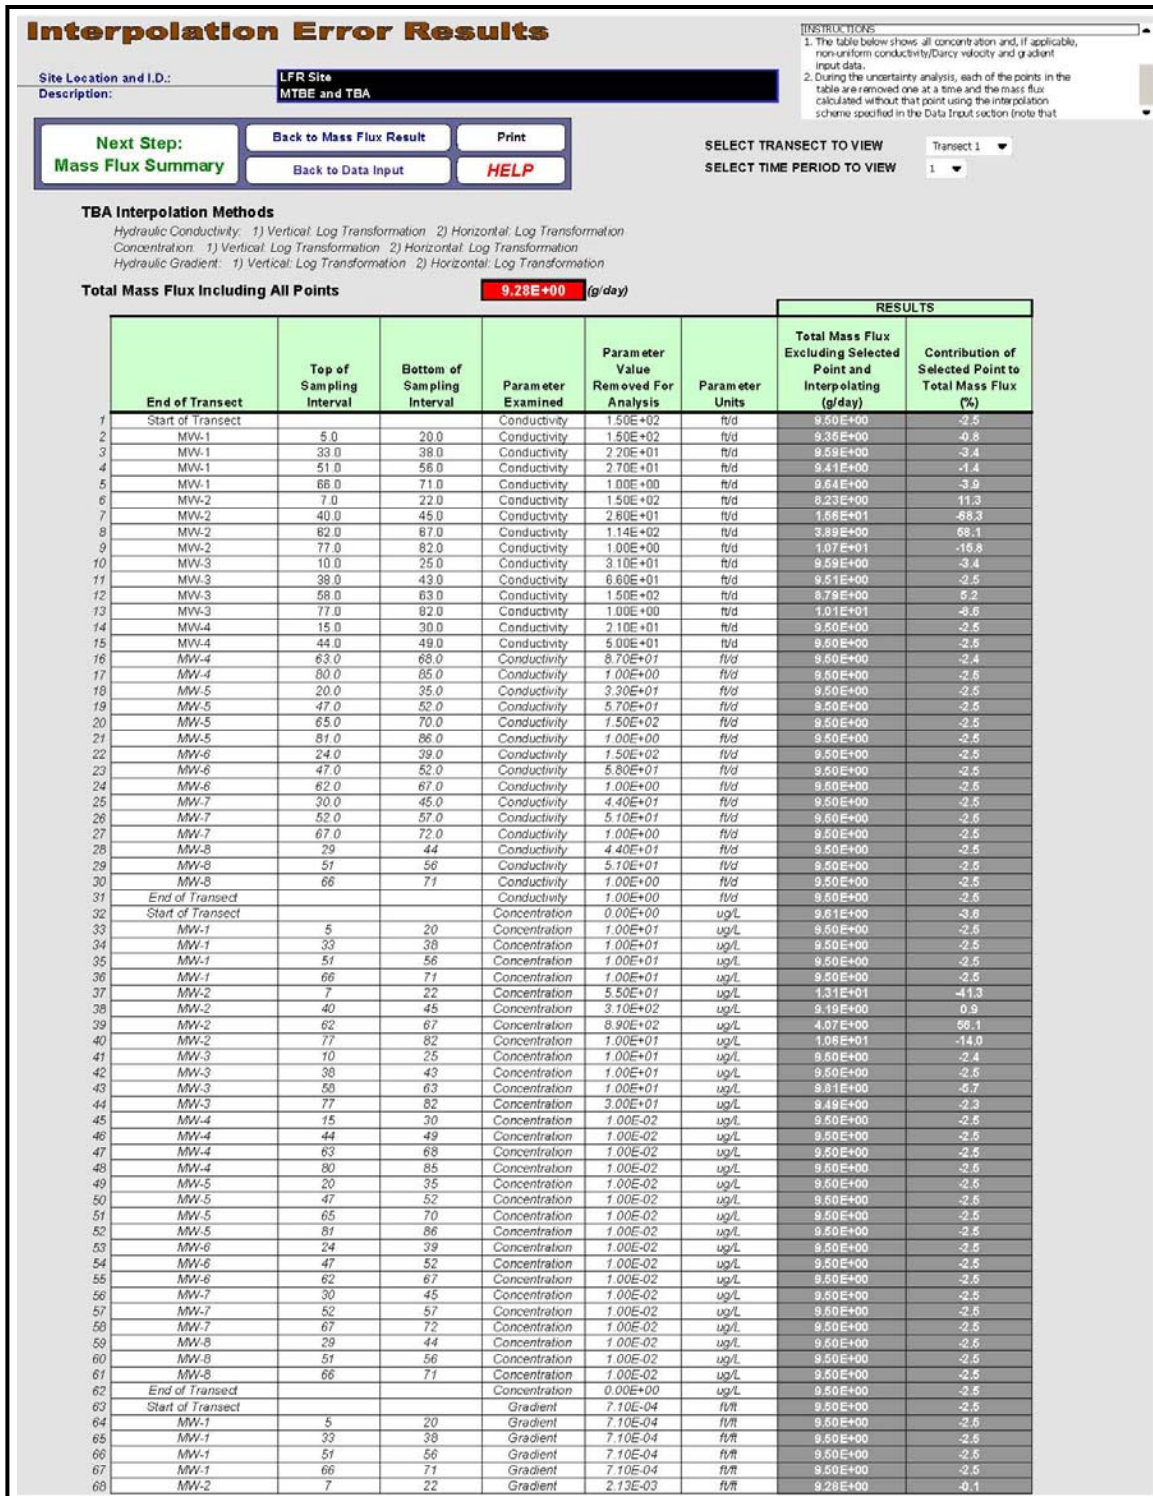 Interpolation Error Results
INSTRUCTIONS
1. The table below shows all concentration and, if applicable,
non-uniform conductivity/Darcy velocity and gradient
input data.
2. During the uncertainty analysis, each of the points in the
table are removed one at a time and the mass flux
calculated without that point using the interpolation
scheme specified in the Data Input section (note that
Site Location and I.D.: LFR Site
Description: MTBE and TBA
Next Step:
Mass Flux Summary
Back to Mass Flux Result
Print
Back to Data Input
HELP
SELECT TRANSECT TO VIEW Transect 1
SELECT TIME PERIOD TO VIEW 1
TBA Interpolation Methods
Hydraulic Conductivity: 1) Vertical: Log Transformation 2) Horizontal: Log Transformation
Concentration: 1) Vertical: Log Transformation 2) Horizontal: Log Transformation
Hydraulic Gradient: 1) Vertical: Log Transformation 2) Horizontal: Log Transformation
Total Mass Flux Including All Points 9.28E+00 (g/day)
RESULTS
End of Transect
Top of Sampling Interval
Bottom of Sampling Interval
Parameter Examined
Parameter Value Removed For Analysis
Parameter Units
Total Mass Flux Excluding Selected Point and Interpolating (g/day)
Contribution of Selected Point to Total Mass Flux (%)
1 Start of Transect Conductivity 1.50E+02 ft/d 9.50E+00 -2.5
2 MW-1 5.0 20.0 Conductivity 1.50E+02 ft/d 9.35E+00 -0.8
3 MW-1 33.0 38.0 Conductivity 2.20E+01 ft/d 9.59E+00 -3.4
4 MW-1 51.0 56.0 Conductivity 2.70E+01 ft/d 9.41E+00 -1.4
5 MW-1 66.0 71.0 Conductivity 1.00E+00 ft/d 9.64E+00 -3.9
6 MW-2 7.0 22.0 Conductivity 1.50E+02 ft/d 8.23E+00 11.3
7 MW-2 40.0 45.0 Conductivity 2.60E+01 ft/d 1.56E+01 -68.3
8 MW-2 62.0 67.0 Conductivity 1.14E+02 ft/d 3.89E+00 58.1
9 MW-2 77.0 82.0 Conductivity 1.00E+00 ft/d 1.07E+01 -15.8
10 MW-3 10.0 25.0 Conductivity 3.10E+01 ft/d 9.59E+00 -3.4
11 MW-3 38.0 43.0 Conductivity 6.60E+01 ft/d 9.51E+00 -2.5
12 MW-3 58.0 63.0 Conductivity 1.50E+02 ft/d 8.79E+00 5.2
13 MW-3 77.0 82.0 Conductivity 1.00E+00 ft/d 1.01E+01 -8.6
14 MW-4 15.0 30.0 Conductivity 2.10E+01 ft/d 9.50E+00 -2.5
15 MW-4 44.0 49.0 Conductivity 5.00E+01 ft/d 9.50E+00 -2.5
16 MW-4 63.0 68.0 Conductivity 8.70E+01 ft/d 9.50E+00 -2.4
17 MW-4 80.0 85.0 Conductivity 1.00E+00 ft/d 9.50E+00 -2.5
18 MW-5 20.0 35.0 Conductivity 3.30E+01 ft/d 9.50E+00 -2.5
19 MW-5 47.0 52.0 Conductivity 5.70E+01 ft/d 9.50E+00 -2.5
20 MW-5 65.0 70.0 Conductivity 1.50E+02 ft/d 9.50E+00 -2.5
21 MW-5 81.0 86.0 Conductivity 1.00E+00 ft/d 9.50E+00 -2.5
22 MW-6 24.0 39.0 Conductivity 1.50E+02 ft/d 9.50E+00 -2.5
23 MW-6 47.0 52.0 Conductivity 5.80E+01 ft/d 9.50E+00 -2.5
24 MW-6 62.0 67.0 Conductivity 1.00E+00 ft/d 9.50E+00 -2.5
25 MW-7 30.0 45.0 Conductivity 4.40E+01 ft/d 9.50E+00 -2.5
26 MW-7 52.0 57.0 Conductivity 5.10E+01 ft/d 9.50E+00 -2.5
27 MW-7 67.0 72.0 Conductivity 1.00E+00 ft/d 9.50E+00 -2.5
28 MW-8 29 44 Conductivity 4.40E+01 ft/d 9.50E+00 -2.5
29 MW-8 51 56 Conductivity 5.10E+01 ft/d 9.50E+00 -2.5
30 MW-8 66 71 Conductivity 1.00E+00 ft/d 9.50E+00 -2.5
31 End of Transect Conductivity 1.00E+00 ft/d 9.50E+00 -2.5
32 Start of Transect Concentration 0.00E+00 ug/L 9.61E+00 -3.6
33 MW-1 5 20 Concentration 1.00E+01 ug/L 9.50E+00 -2.5
34 MW-1 33 38 Concentration 1.00E+01 ug/L 9.50E+00 -2.5
35 MW-1 51 56 Concentration 1.00E+01 ug/L 9.50E+00 -2.5
36 MW-1 66 71 Concentration 1.00E+01 ug/L 9.50E+00 -2.5
37 MW-2 7 22 Concentration 5.50E+01 ug/L 1.31E+01 -41.3
38 MW-2 40 45 Concentration 3.10E+02 ug/L 9.19E+00 0.9
39 MW-2 62 67 Concentration 8.90E+02 ug/L 4.07E+00 56.1
40 MW-2 77 82 Concentration 1.00E+01 ug/L 1.06E+01 -14.0
41 MW-3 10 25 Concentration 1.00E+01 ug/L 9.50E+00 -2.4
42 MW-3 38 43 Concentration 1.00E+01 ug/L 9.50E+00 -2.5
43 MW-3 58 63 Concentration 1.00E+01 ug/L 9.81E+00 -5.7
44 MW-3 77 82 Concentration 3.00E+01 ug/L 9.49E+00 -2.3
45 MW-4 15 30 Concentration 1.00E-02 ug/L 9.50E+00 -2.5
46 MW-4 44 49 Concentration 1.00E-02 ug/L 9.50E+00 -2.5
47 MW-4 63 68 Concentration 1.00E-02 ug/L 9.50E+00 -2.5
48 MW-4 80 85 Concentration 1.00E-02 ug/L 9.50E+00 -2.5
49 MW-5 20 35 Concentration 1.00E-02 ug/L 9.50E+00 -2.5
50 MW-5 47 52 Concentration 1.00E-02 ug/L 9.50E+00 -2.5
51 MW-5 65 70 Concentration 1.00E-02 ug/L 9.50E+00 -2.5
52 MW-5 81 86 Concentration 1.00E-02 ug/L 9.50E+00 -2.5
53 MW-6 24 39 Concentration 1.00E-02 ug/L 9.50E+00 -2.5
54 MW-6 47 52 Concentration 1.00E-02 ug/L 9.50E+00 -2.5
55 MW-6 62 67 Concentration 1.00E-02 ug/L 9.50E+00 -2.5
56 MW-7 30 45 Concentration 1.00E-02 ug/L 9.50E+00 -2.5
57 MW-7 52 57 Concentration 1.00E-02 ug/L 9.50E+00 -2.5
58 MW-7 67 72 Concentration 1.00E-02 ug/L 9.50E+00 -2.5
59 MW-8 29 44 Concentration 1.00E-02 ug/L 9.50E+00 -2.5
60 MW-8 51 56 Concentration 1.00E-02 ug/L 9.50E+00 -2.5
61 MW-8 66 71 Concentration 1.00E-02 ug/L 9.50E+00 -2.5
62 End of Transect Concentration 0.00E+00 ug/L 9.50E+00 -2.5
63 Start of Transect Gradient 7.10E-04 ft/ft 9.50E+00 -2.5
64 MW-1 5 20 Gradient 7.10E-04 ft/ft 9.50E+00 -2.5
65 MW-1 33 38 Gradient 7.10E-04 ft/ft 9.50E+00 -2.5
66 MW-1 51 56 Gradient 7.10E-04 ft/ft 9.50E+00 -2.5
67 MW-1 66 71 Gradient 7.10E-04 ft/ft 9.50E+00 -2.5
68 MW-2 7 22 Gradient 2.13E-03 ft/ft 9.28E+00 -0.1